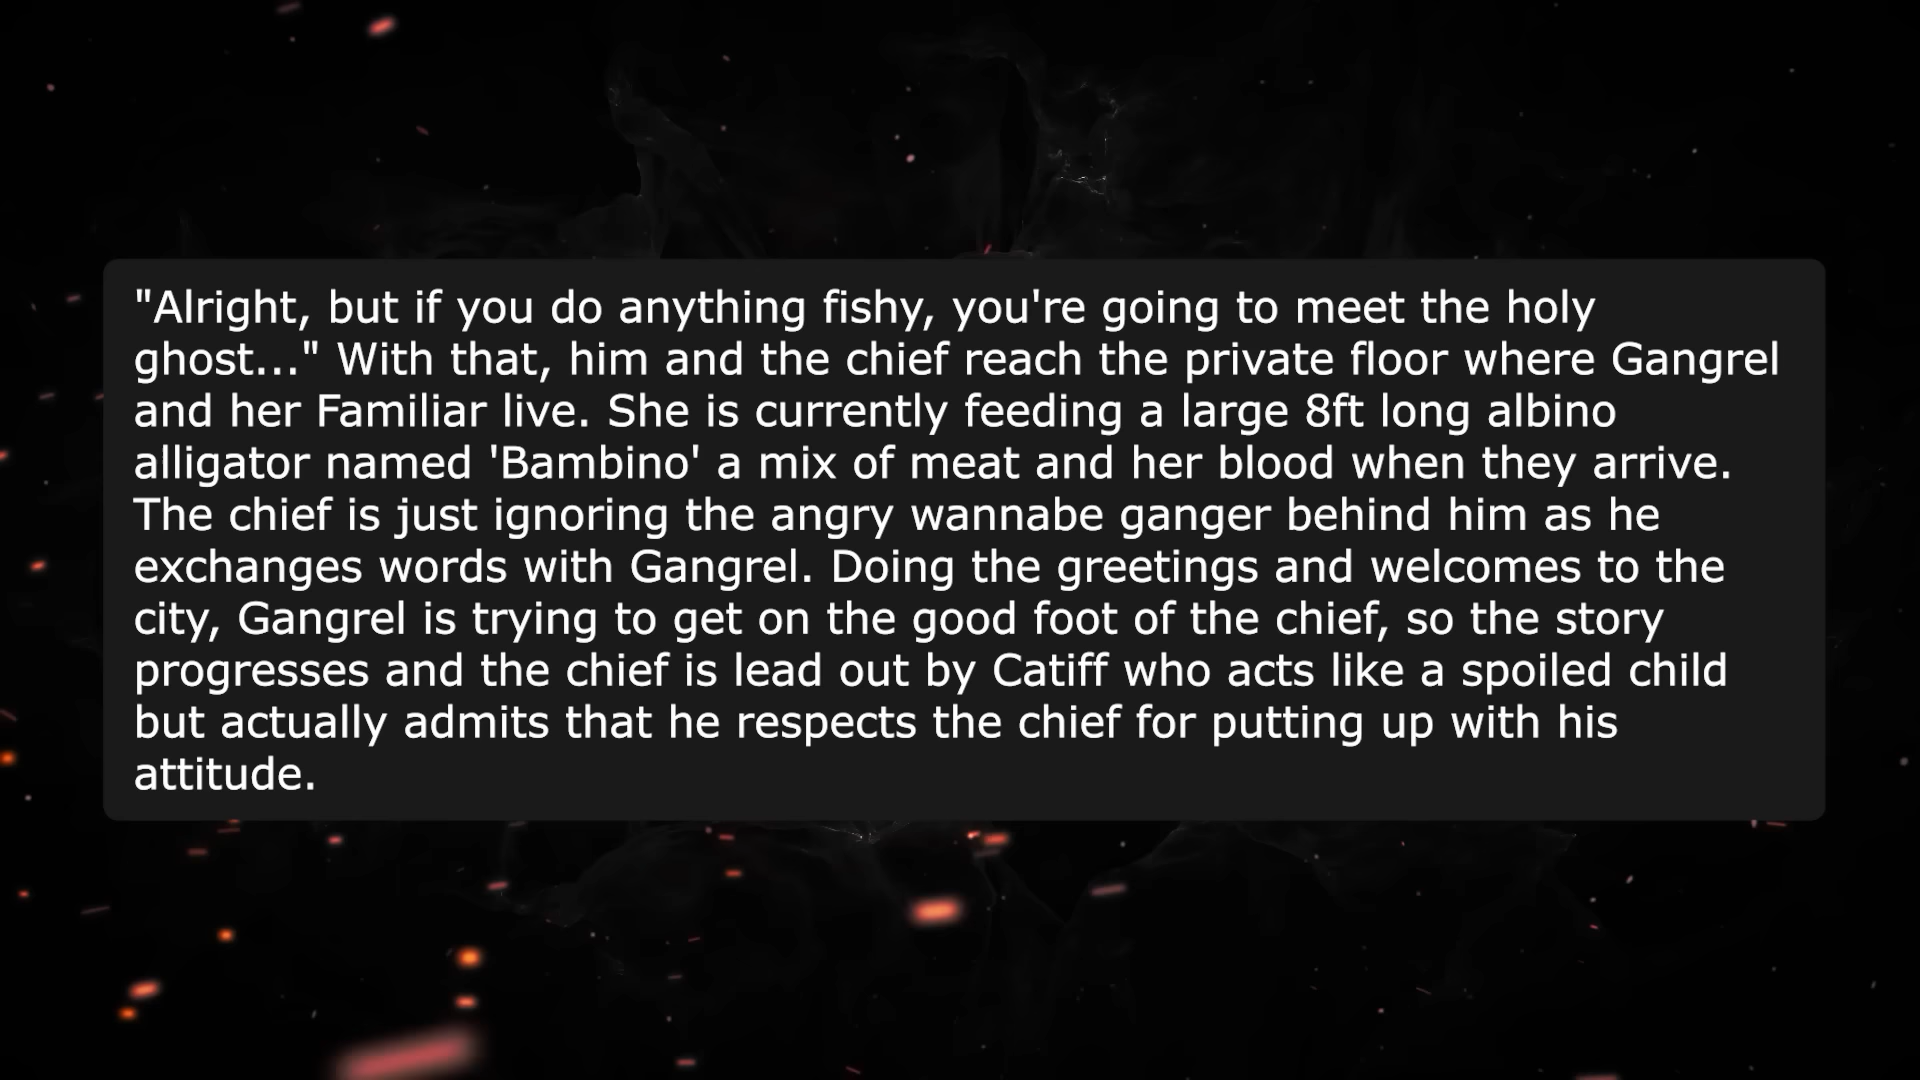 "Alright, but if you do anything fishy, you're going to meet the holy
ghost..." With that, him and the chief reach the private floor where Gangrel
and her Familiar live. She is currently feeding a large 8ft long albino
alligator named 'Bambino' a mix of meat and her blood when they arrive.
The chief is just ignoring the angry wannabe ganger behind him as he
exchanges words with Gangrel. Doing the greetings and welcomes to the
city, Gangrel is trying to get on the good foot of the chief, so the story
progresses and the chief is lead out by Catiff who acts like a spoiled child
but actually admits that he respects the chief for putting up with his
attitude.